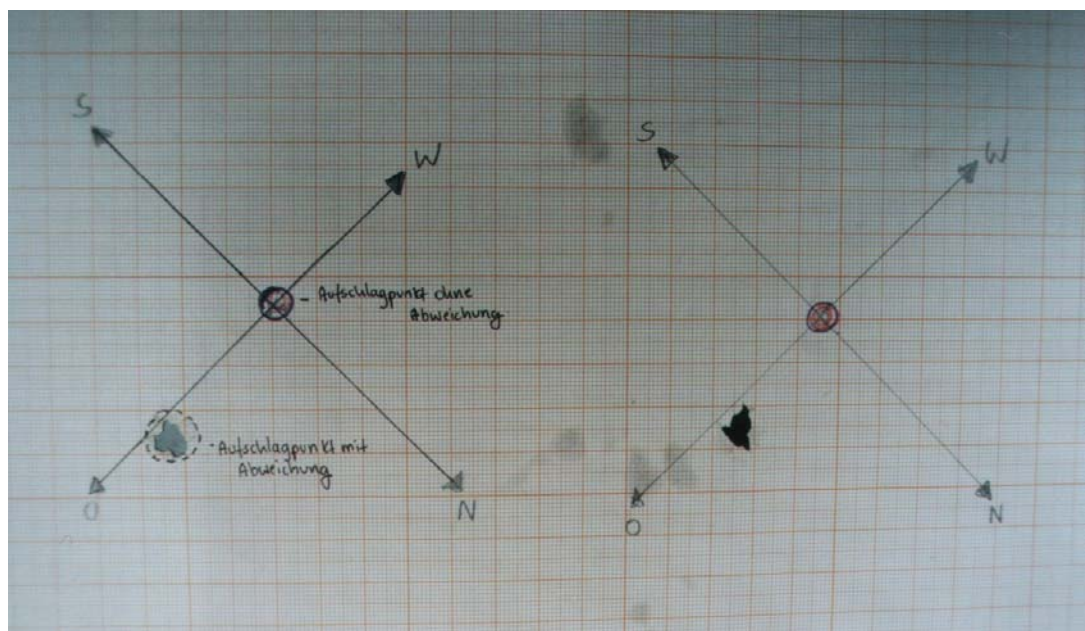 S
W
- Aufschlagpunkt ohne
Abweichung
- Aufschlagpunkt mit
Abweichung
O
N
S
W
O
N